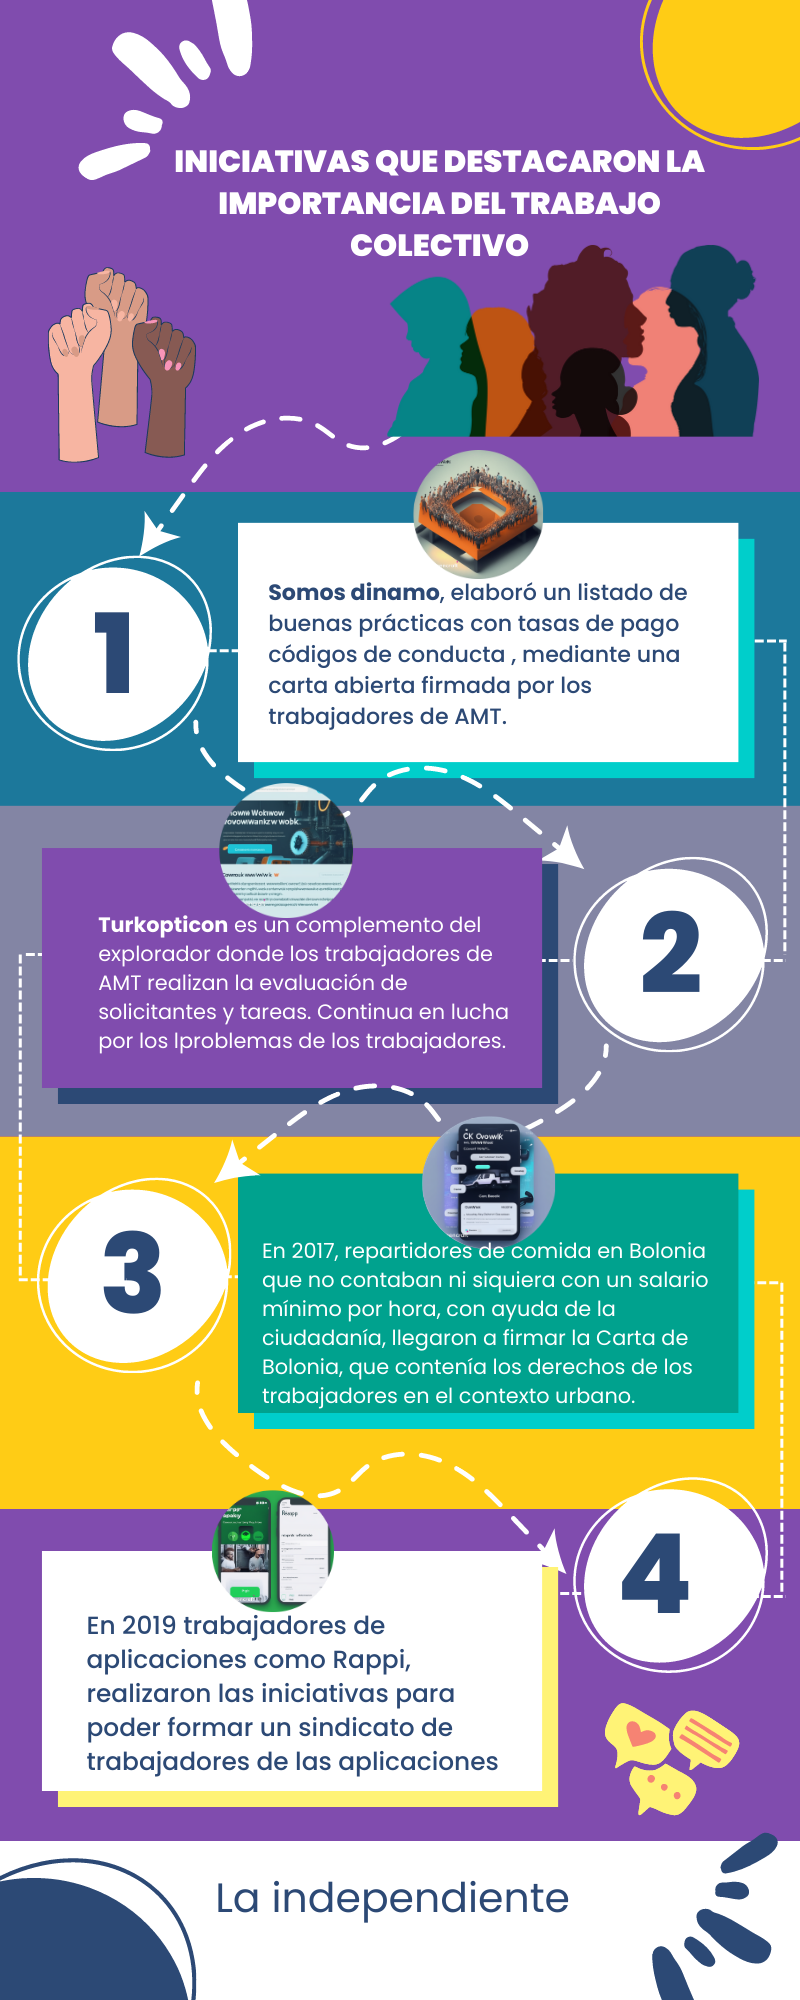 INICIATIVAS QUE DESTACARON LA
IMPORTANCIA DEL TRABAJO
COLECTIVO
1
Somos dinamo, elaboró un listado de
buenas prácticas con tasas de pago
códigos de conducta , mediante una
carta abierta firmada por los
trabajadores de AMT.
2
Turkopticon es un complemento del
explorador donde los trabajadores de
AMT realizan la evaluación de
solicitantes y tareas. Continua en lucha
por los lproblemas de los trabajadores.
3
En 2017, repartidores de comida en Bolonia
que no contaban ni siquiera con un salario
mínimo por hora, con ayuda de la
ciudadanía, llegaron a firmar la Carta de
Bolonia, que contenía los derechos de los
trabajadores en el contexto urbano.
4
En 2019 trabajadores de
aplicaciones como Rappi,
realizaron las iniciativas para
poder formar un sindicato de
trabajadores de las aplicaciones
La independiente